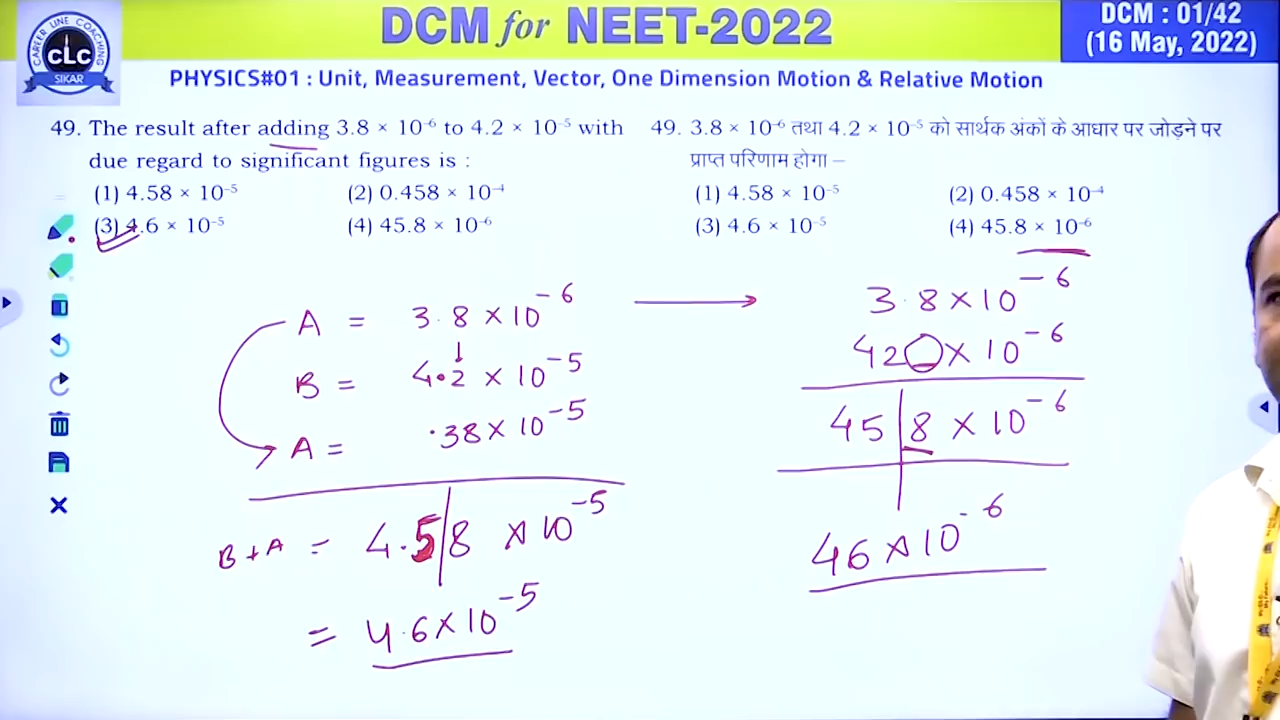 CAREER LINE COACHING
CLC
SIKAR
DCM for NEET-2022
DCM : 01/42
(16 May, 2022)
PHYSICS#01 : Unit, Measurement, Vector, One Dimension Motion & Relative Motion
49. The result after adding 3.8 × 10⁻⁶ to 4.2 × 10⁻⁵ with
due regard to significant figures is :
(1) 4.58 × 10⁻⁵ (2) 0.458 × 10⁻⁴
(3) 4.6 × 10⁻⁵ (4) 45.8 × 10⁻⁶
49. 3.8 × 10⁻⁶ तथा 4.2 × 10⁻⁵ को सार्थक अंकों के आधार पर जोड़ने पर
प्राप्त परिणाम होगा –
(1) 4.58 × 10⁻⁵ (2) 0.458 × 10⁻⁴
(3) 4.6 × 10⁻⁵ (4) 45.8 × 10⁻⁶
A = 3.8 × 10⁻⁶
B = 4.2 × 10⁻⁵
A = .38 × 10⁻⁵
B + A = 4.58 × 10⁻⁵
= 4.6 × 10⁻⁵
3.8 × 10⁻⁶
42 × 10⁻⁶
45 8 × 10⁻⁶
46 × 10⁻⁶